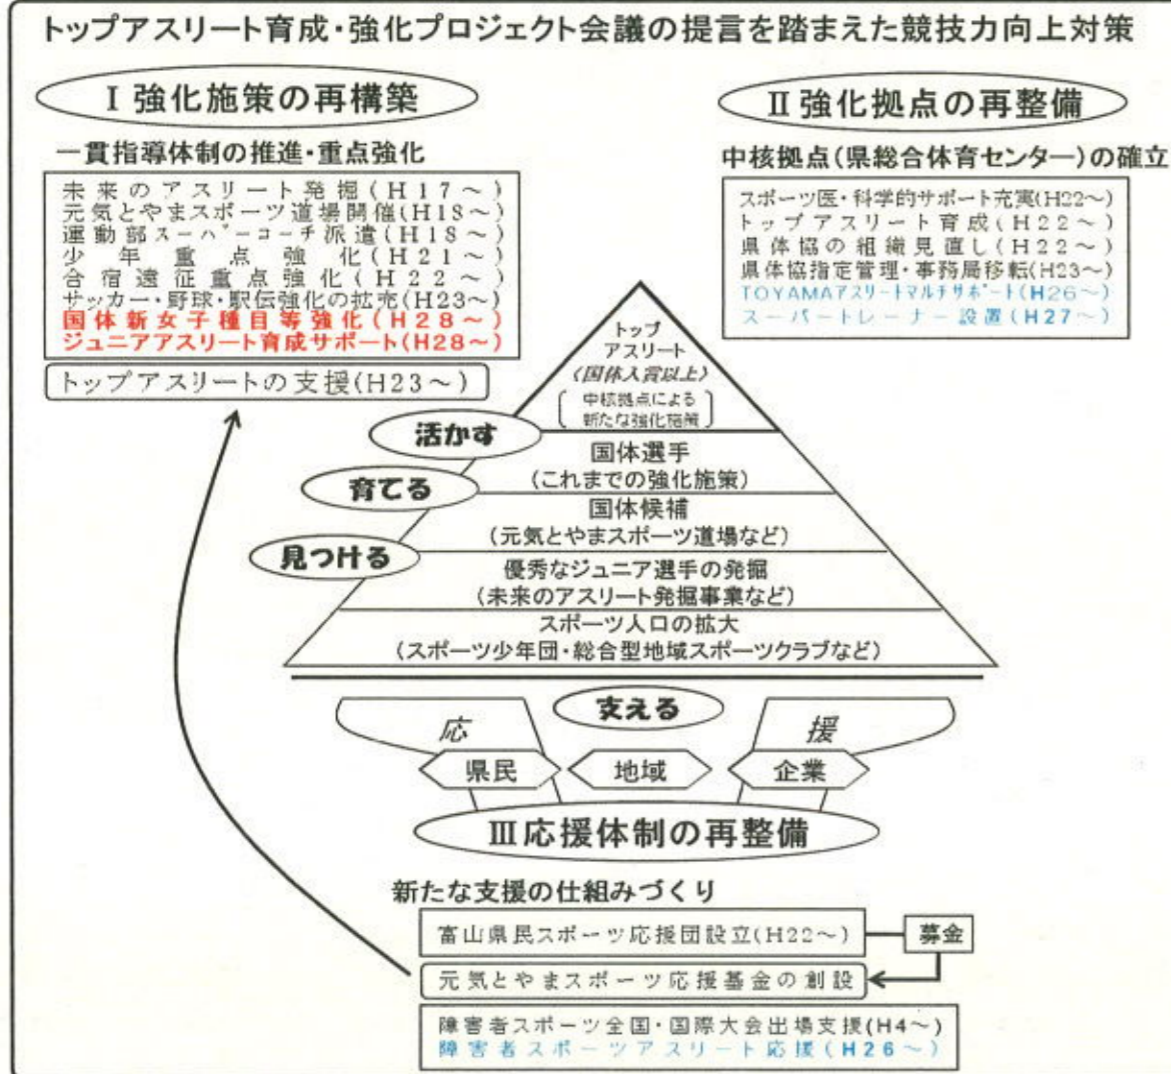 トップアスリート育成・強化プロジェクト会議の提言を踏まえた競技力向上対策
Ⅰ 強化施策の再構築
一貫指導体制の推進・重点強化
未来のアスリート発掘(H17～)
元気とやまスポーツ道場開催(H18～)
運動部スーパーコーチ派遣(H18～)
少年重点強化(H21～)
合宿遠征重点強化(H22～)
サッカー・野球・駅伝強化の拡充(H23～)
国体新女子種目等強化(H28～)
ジュニアアスリート育成サポート(H28～)
トップアスリートの支援(H23～)
Ⅱ 強化拠点の再整備
中核拠点(県総合体育センター)の確立
スポーツ医・科学的サポート充実(H22～)
トップアスリート育成(H22～)
県体協の組織見直し(H22～)
県体協指定管理・事務局移転(H23～)
TOYAMAアスリートマルチサポート(H26～)
スーパートレーナー設置(H27～)
トップ
アスリート
(国体入賞以上)
中核拠点による
新たな強化施策
活かす
国体選手
(これまでの強化施策)
育てる
国体候補
(元気とやまスポーツ道場など)
見つける
優秀なジュニア選手の発掘
(未来のアスリート発掘事業など)
スポーツ人口の拡大
(スポーツ少年団・総合型地域スポーツクラブなど)
支える
応 援
県民 地域 企業
Ⅲ応援体制の再整備
新たな支援の仕組みづくり
富山県民スポーツ応援団設立(H22～) 募金
元気とやまスポーツ応援基金の創設
障害者スポーツ全国・国際大会出場支援(H4～)
障害者スポーツアスリート応援(H26～)